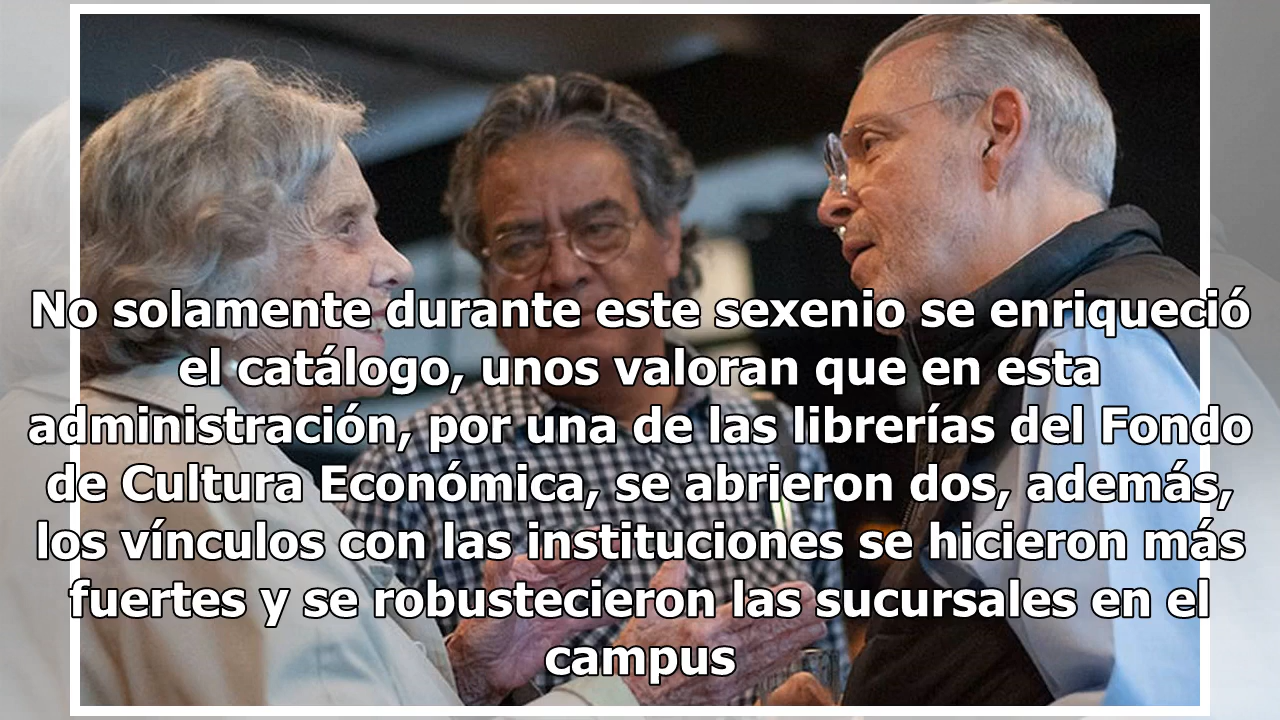 No solamente durante este sexenio se enriqueció
el catálogo, unos valoran que en esta
administración, por una de las librerías del Fondo
de Cultura Económica, se abrieron dos, además,
los vínculos con las instituciones se hicieron más
fuertes y se robustecieron las sucursales en el
campus